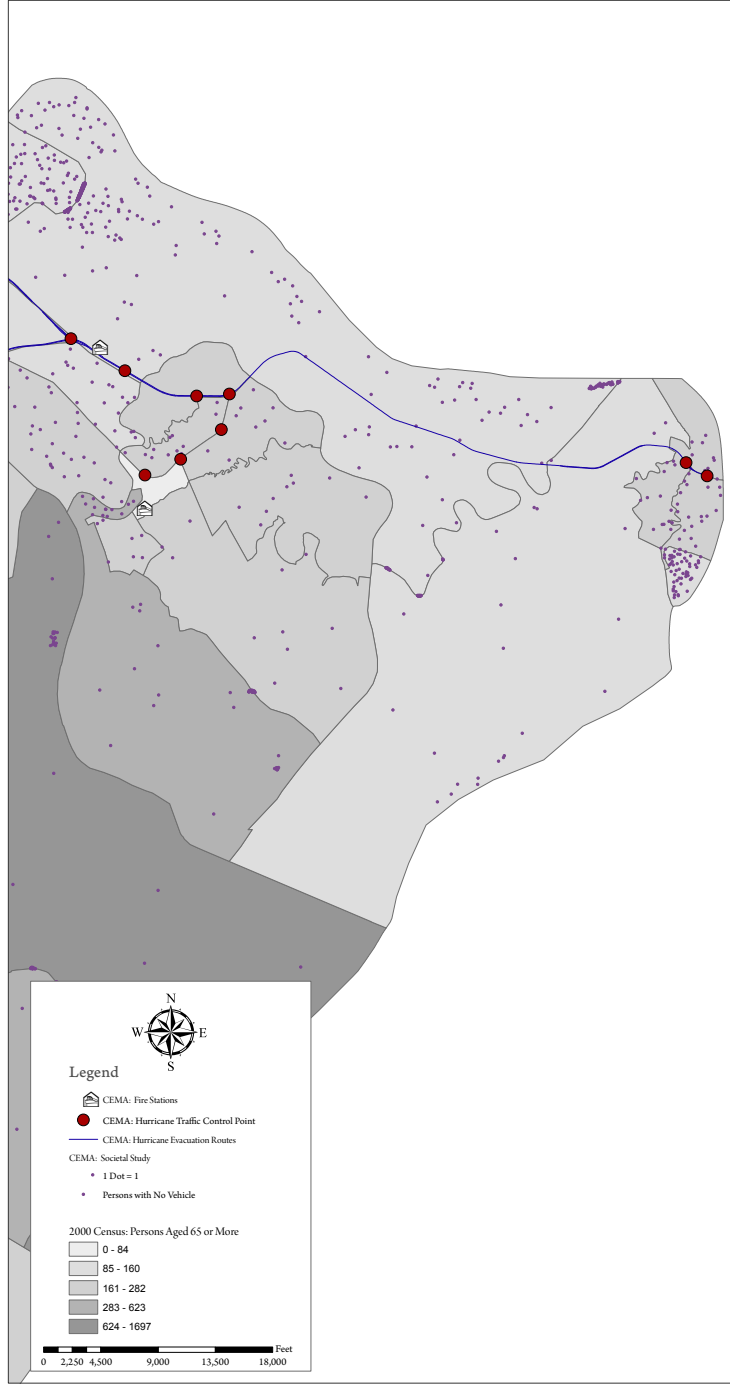 N
W E
S
Legend
CEMA: Fire Stations
CEMA: Hurricane Traffic Control Point
CEMA: Hurricane Evacuation Routes
CEMA: Societal Study
1 Dot = 1
Persons with No Vehicle
2000 Census: Persons Aged 65 or More
0 - 84
85 - 160
161 - 282
283 - 623
624 - 1697
Feet
0 2,250 4,500 9,000 13,500 18,000